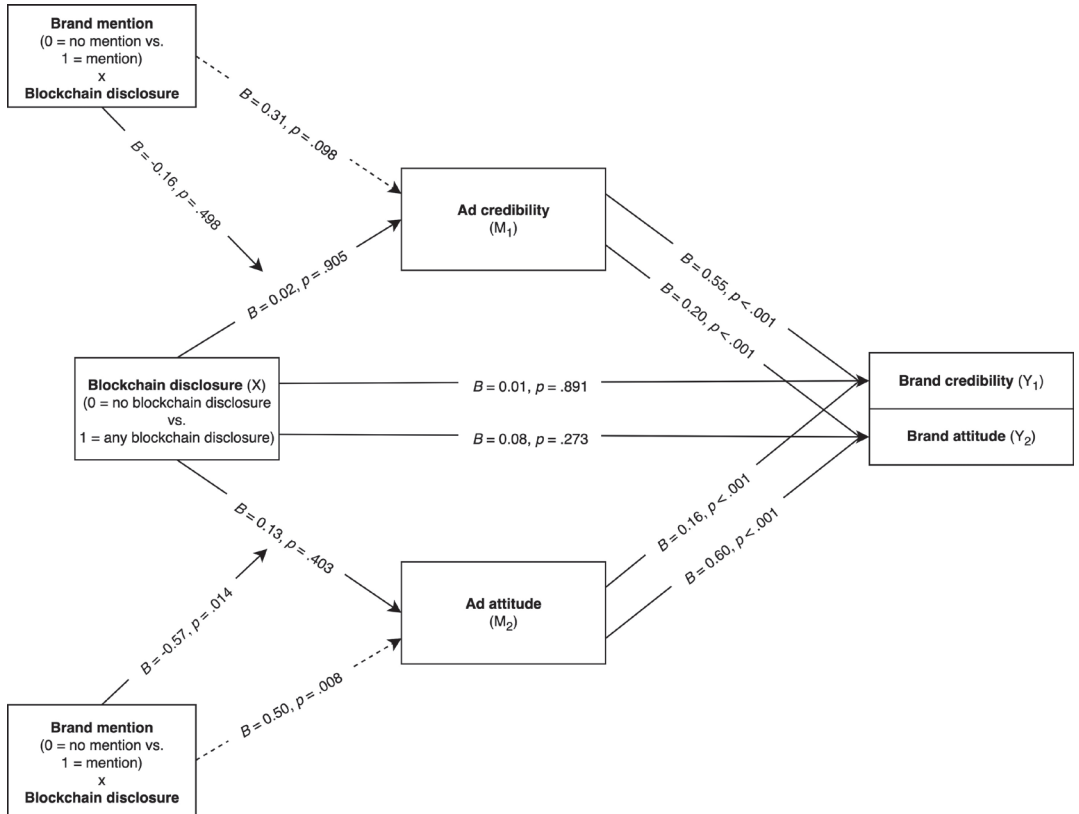 Brand mention
(0 = no mention vs.
1 = mention)
x
Blockchain disclosure
B = 0.31, p = .098
B = -0.16, p = .498
Ad credibility
(M1)
B = 0.02, p = .905
B = 0.55, p < .001
B = 0.20, p < .001
Blockchain disclosure (X)
(0 = no blockchain disclosure
vs.
1 = any blockchain disclosure)
B = 0.01, p = .891
B = 0.08, p = .273
Brand credibility (Y1)
Brand attitude (Y2)
B = 0.13, p = .403
B = 0.16, p < .001
B = 0.60, p < .001
Ad attitude
(M2)
B = -0.57, p = .014
B = 0.50, p = .008
Brand mention
(0 = no mention vs.
1 = mention)
x
Blockchain disclosure